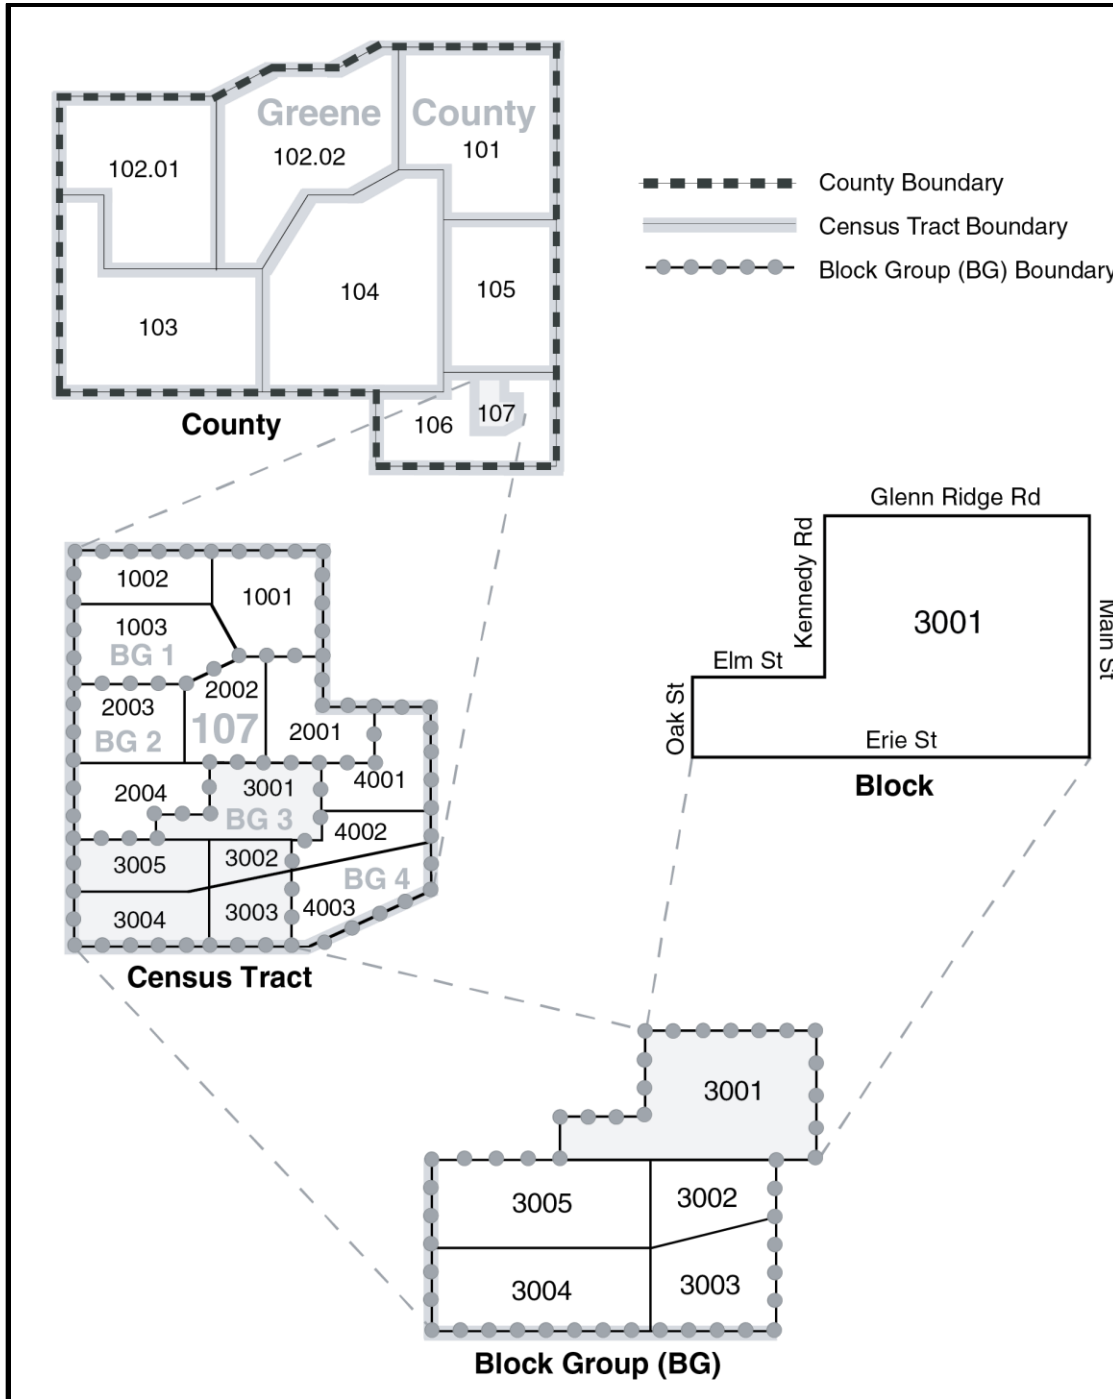 Greene County
102.01
102.02
101
103
104
105
106
107
County
County Boundary
Census Tract Boundary
Block Group (BG) Boundary
1002
1001
1003
BG 1
2003
2002
BG 2
107
2001
2004
3001
4001
BG 3
4002
3005
3002
BG 4
3004
3003
4003
Census Tract
Glenn Ridge Rd
Kennedy Rd
3001
Main St
Elm St
Oak St
Erie St
Block
3001
3005
3002
3004
3003
Block Group (BG)